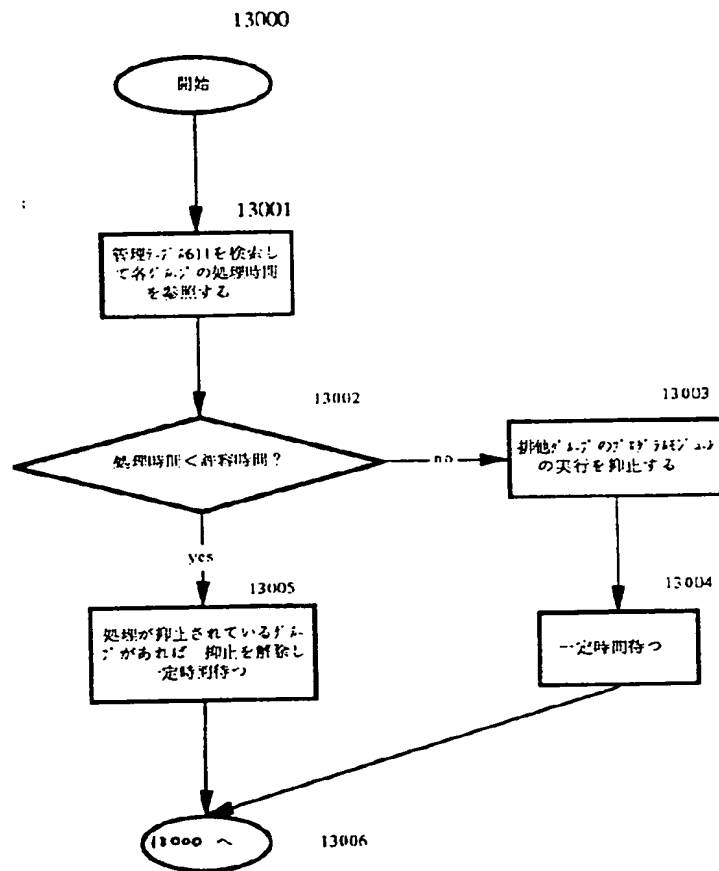 13000
開始
13001
管理テーブル611を検索し
て各グループの処理時間
を参照する
13002
処理時間<許容時間?
no
13003
排他グループのプログラムモジュール
の実行を抑止する
yes
13004
一定時間待つ
13005
処理が抑止されているグルー
プがあれば 抑止を解除し
一定時間待つ
13000 へ
13006